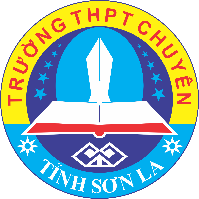 TRƯỜNG THPT CHUYÊN
TỈNH SƠN LA